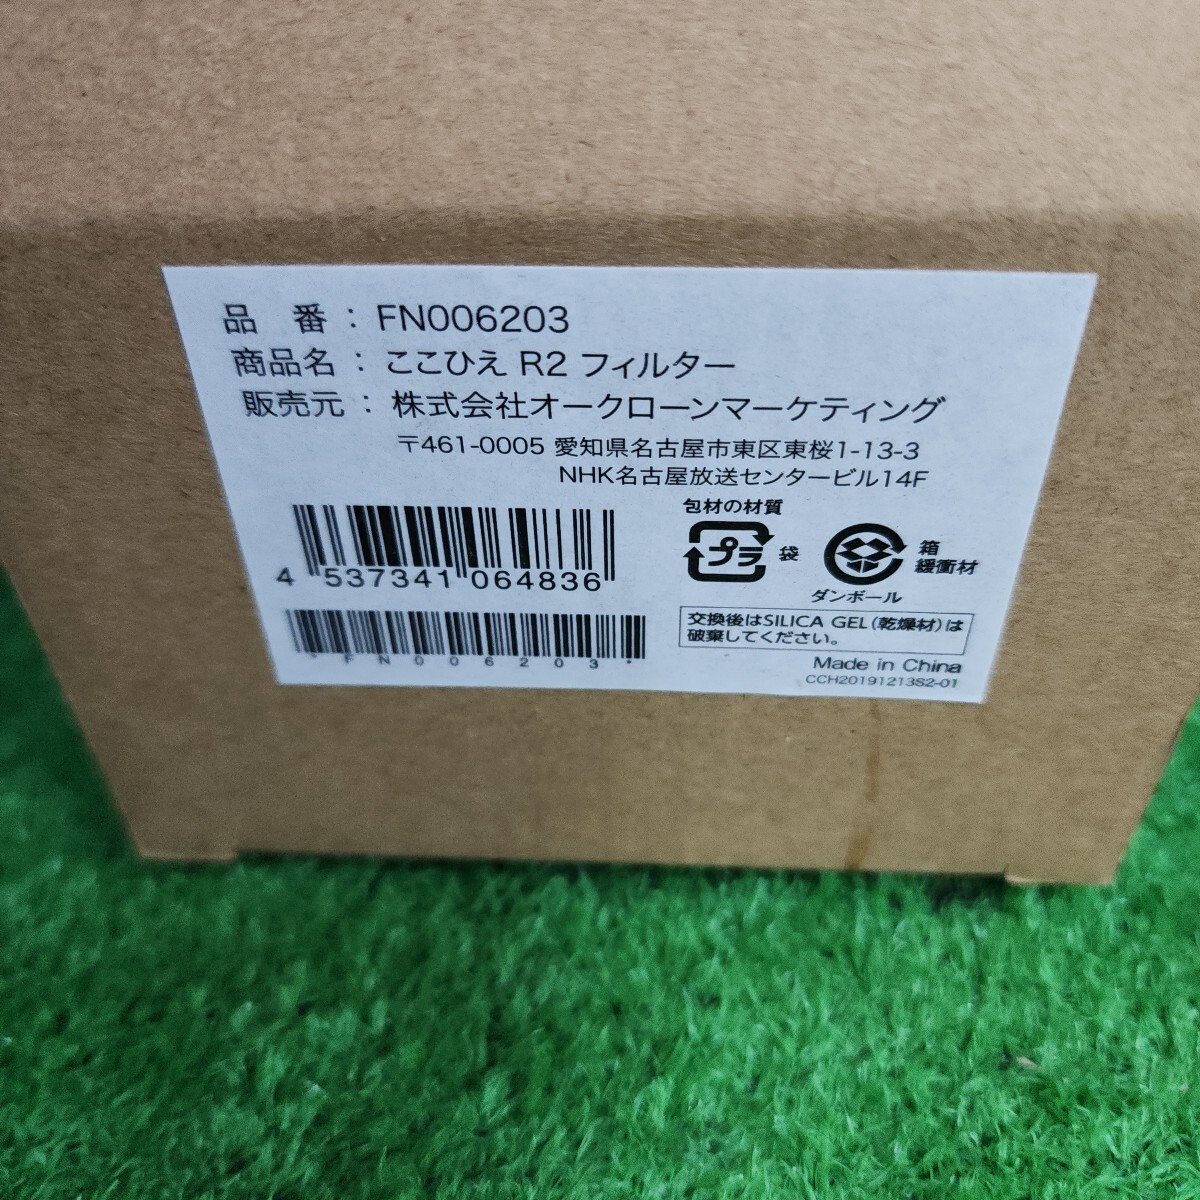 品　番 : FN006203
商品名 : ここひえ R2 フィルター
販売元 : 株式会社オークローンマーケティング
〒461-0005 愛知県名古屋市東区東桜1-13-3
NHK名古屋放送センタービル14F
包材の材質
プラ 袋
箱
緩衝材
ダンボール
4 537341 064836
*FN006203*
交換後はSILICA GEL(乾燥材)は
破棄してください。
Made in China
CCH20191213S2-01